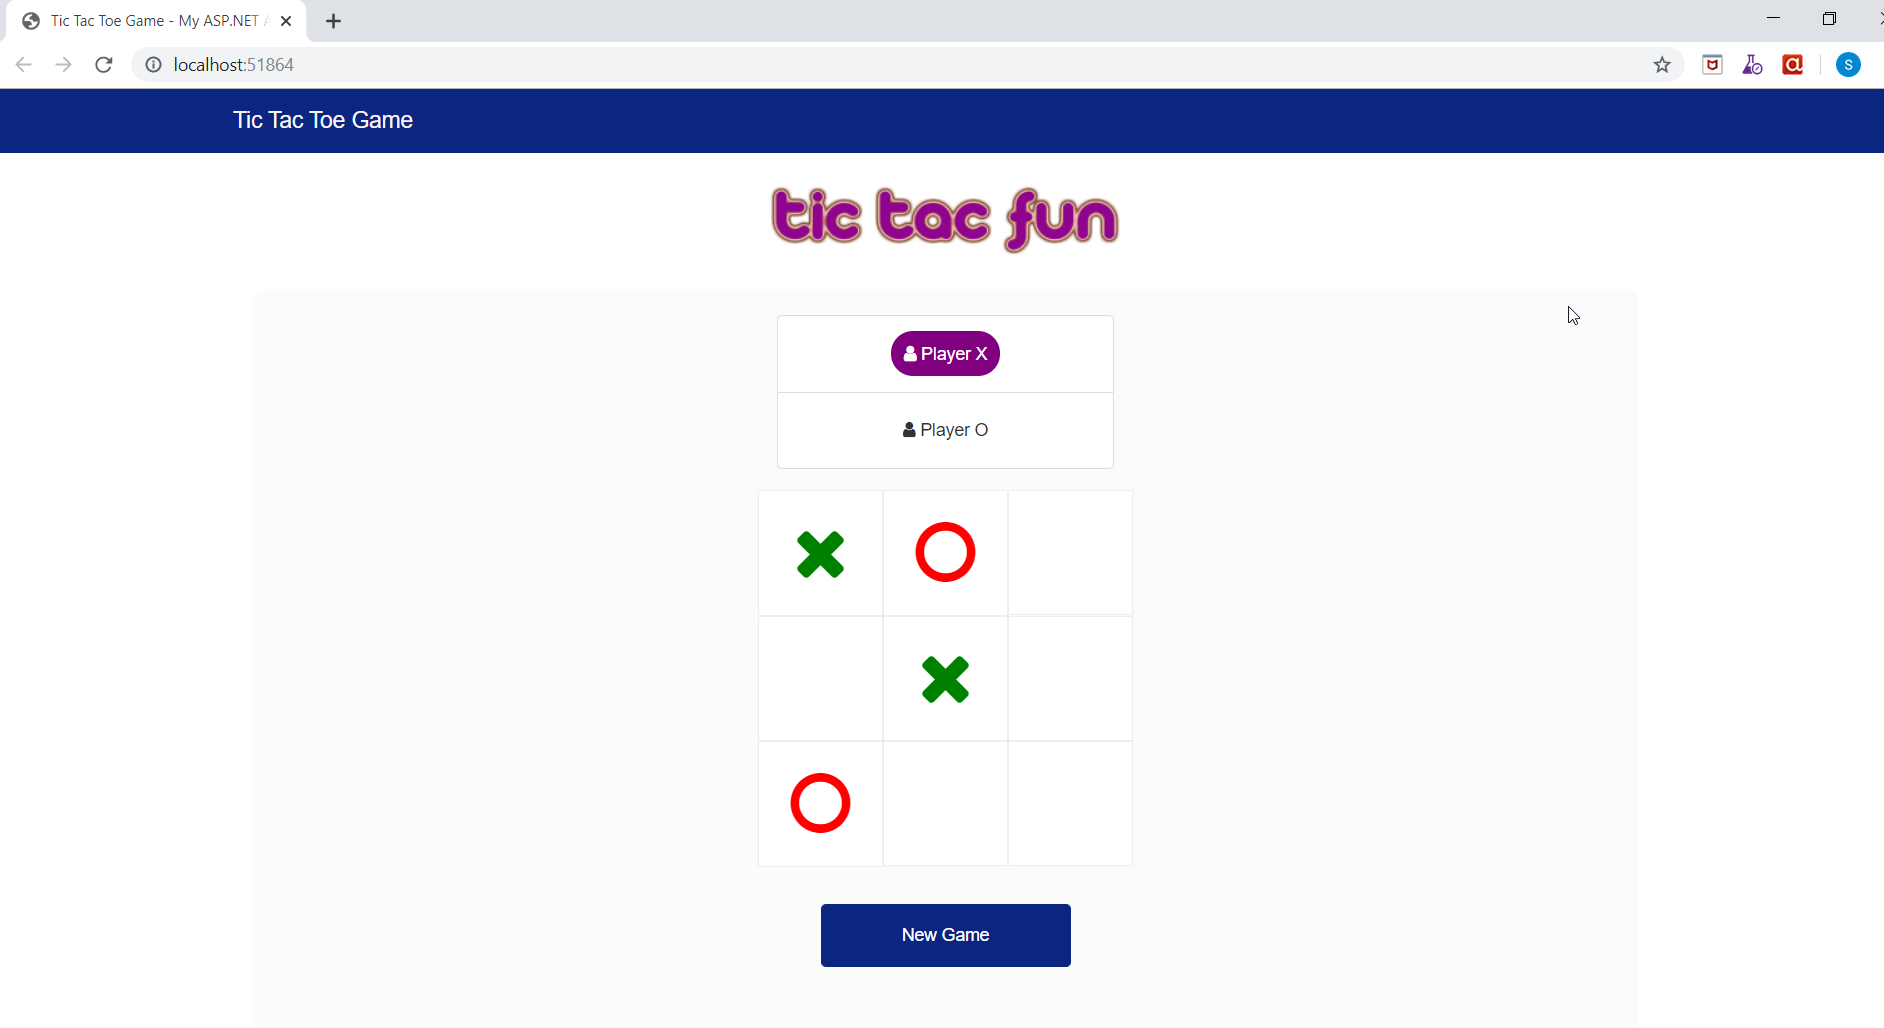 Tic Tac Toe Game - My ASP.NET A
localhost:51864
S
Tic Tac Toe Game
tic tac fun
Player X
Player O
New Game